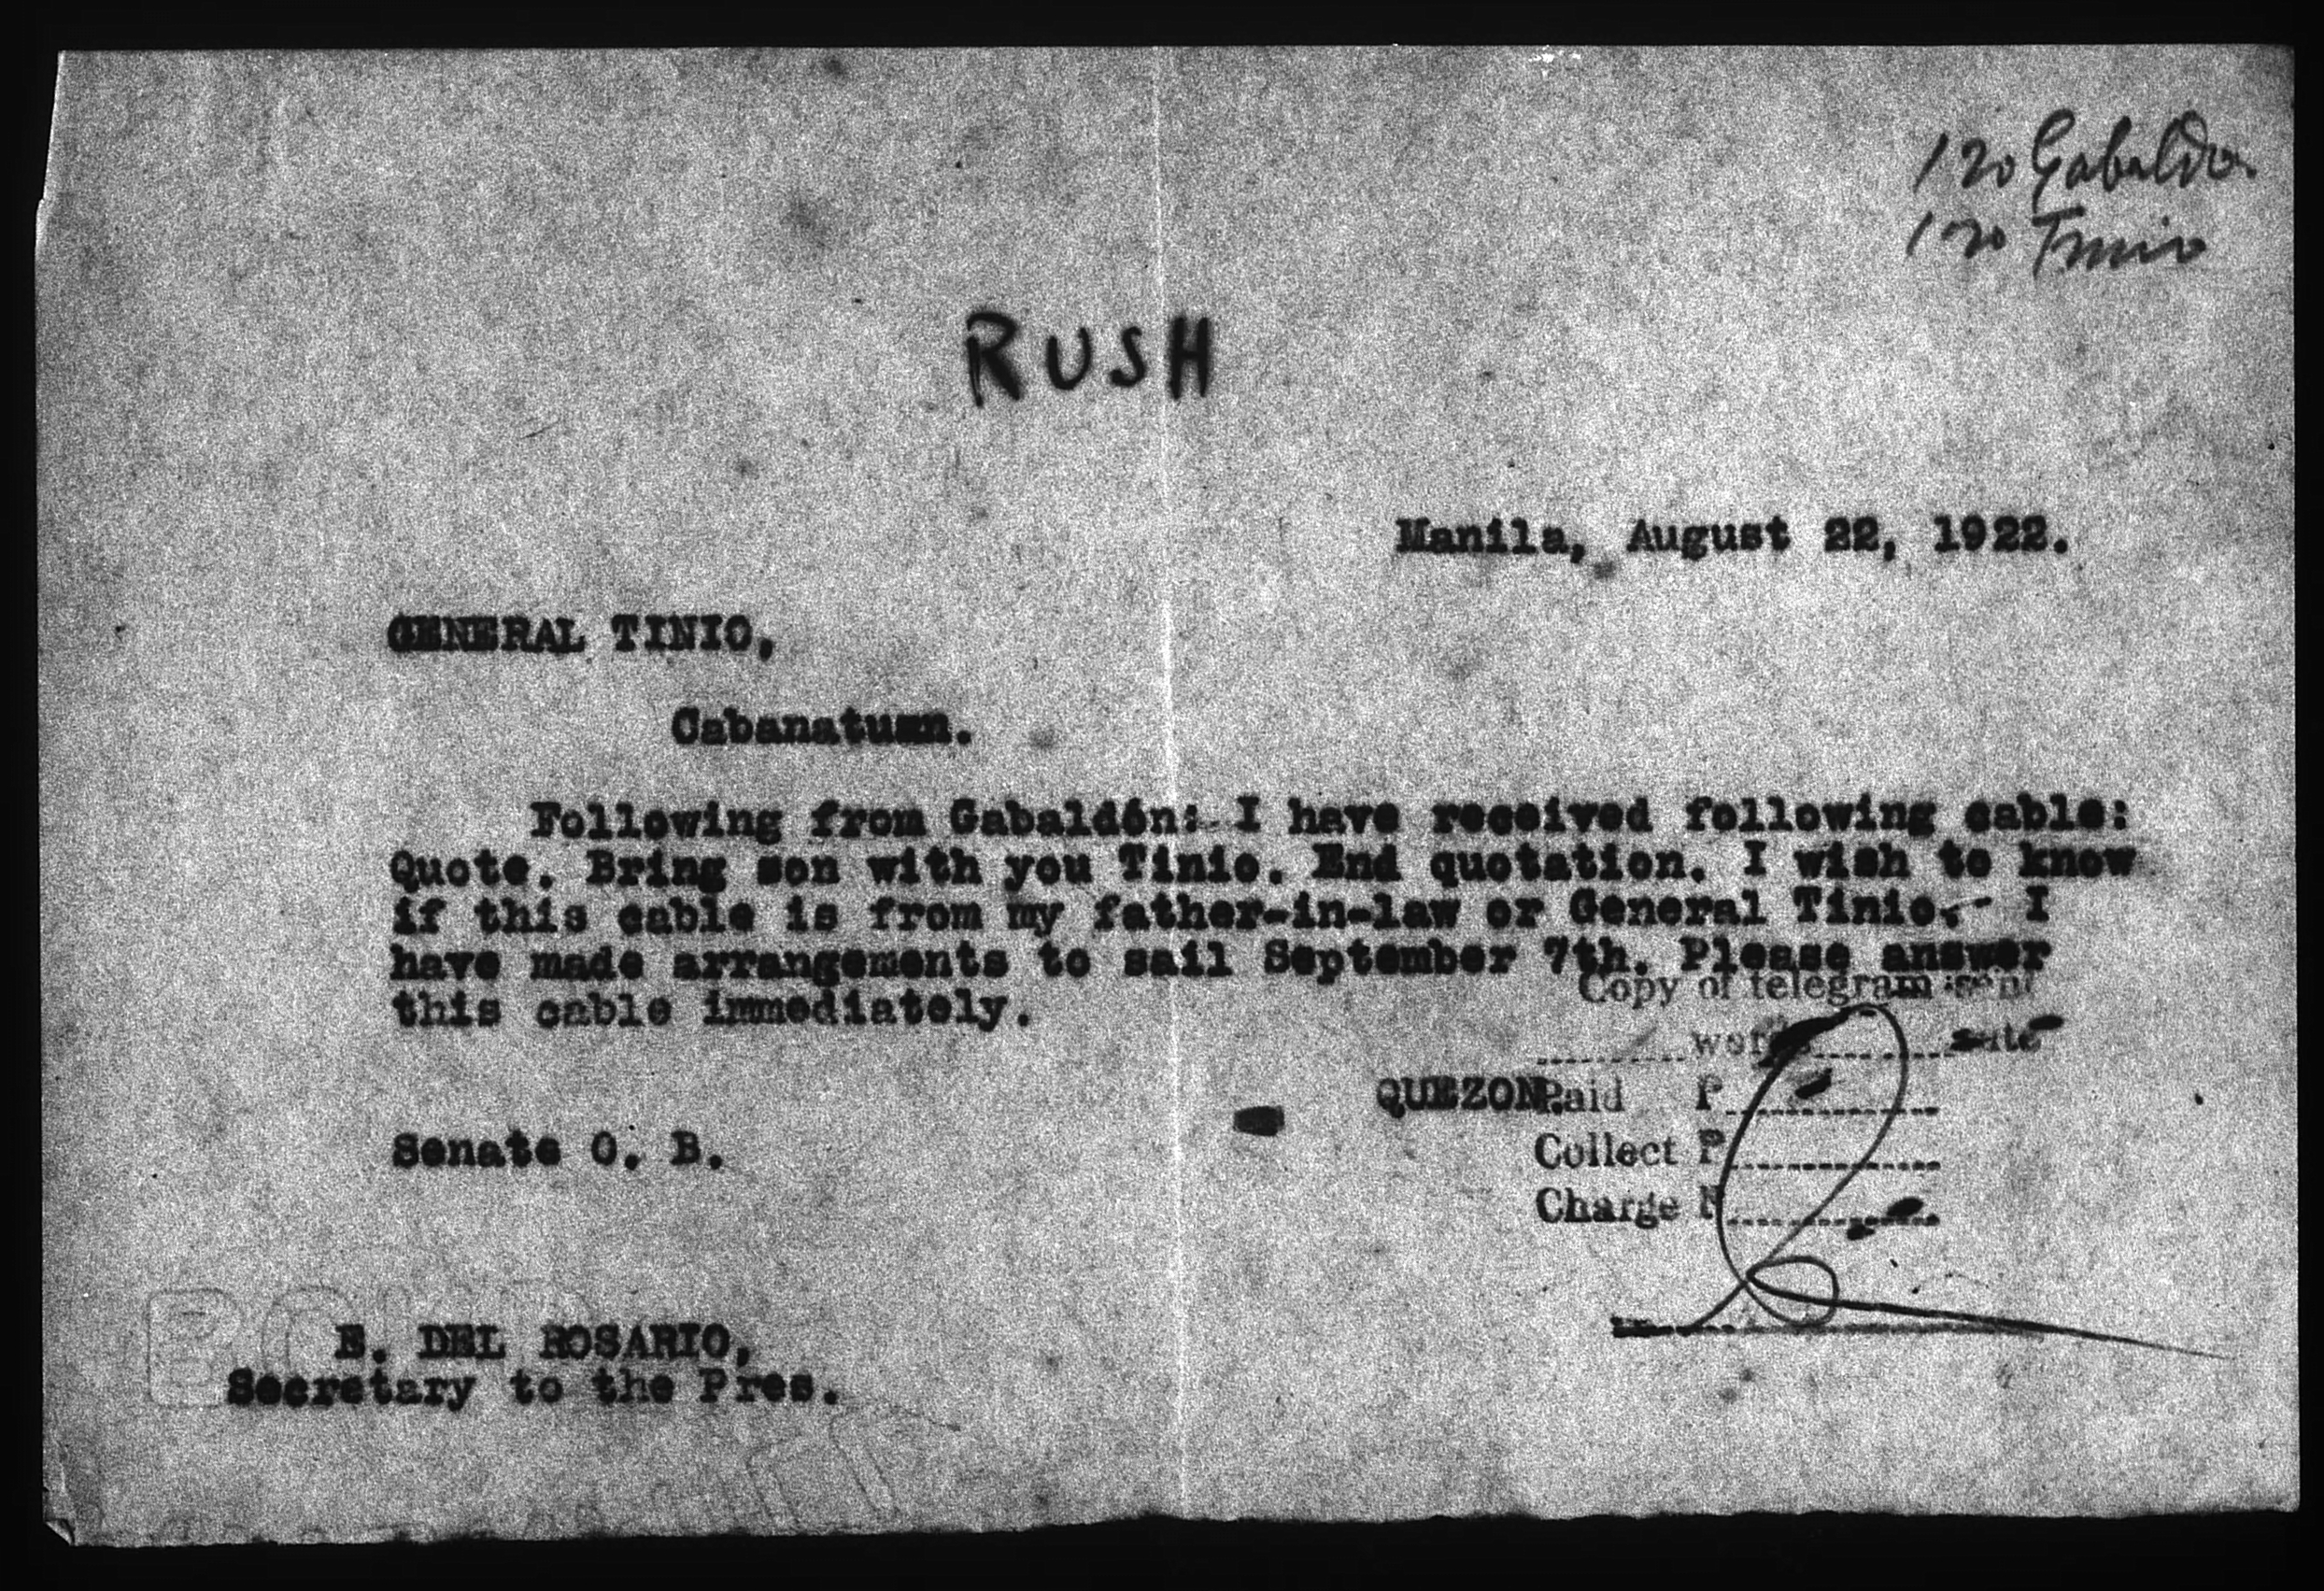 120 Gabaldon
120 Tinio
RUSH
Manila, August 22, 1922.
GENERAL TINIO,
Cabanatuan.
Following from Gabaldón: I have received following cable:
Quote. Bring son with you Tinio. End quotation. I wish to know
if this cable is from my father-in-law or General Tinio.- I
have made arrangements to sail September 7th. Please answer
this cable immediately.
Copy of telegram sent
words
QUEZON.
Paid P
Collect P
Charge P
Senate O. B.
BOND
E. DEL ROSARIO,
Secretary to the Pres.